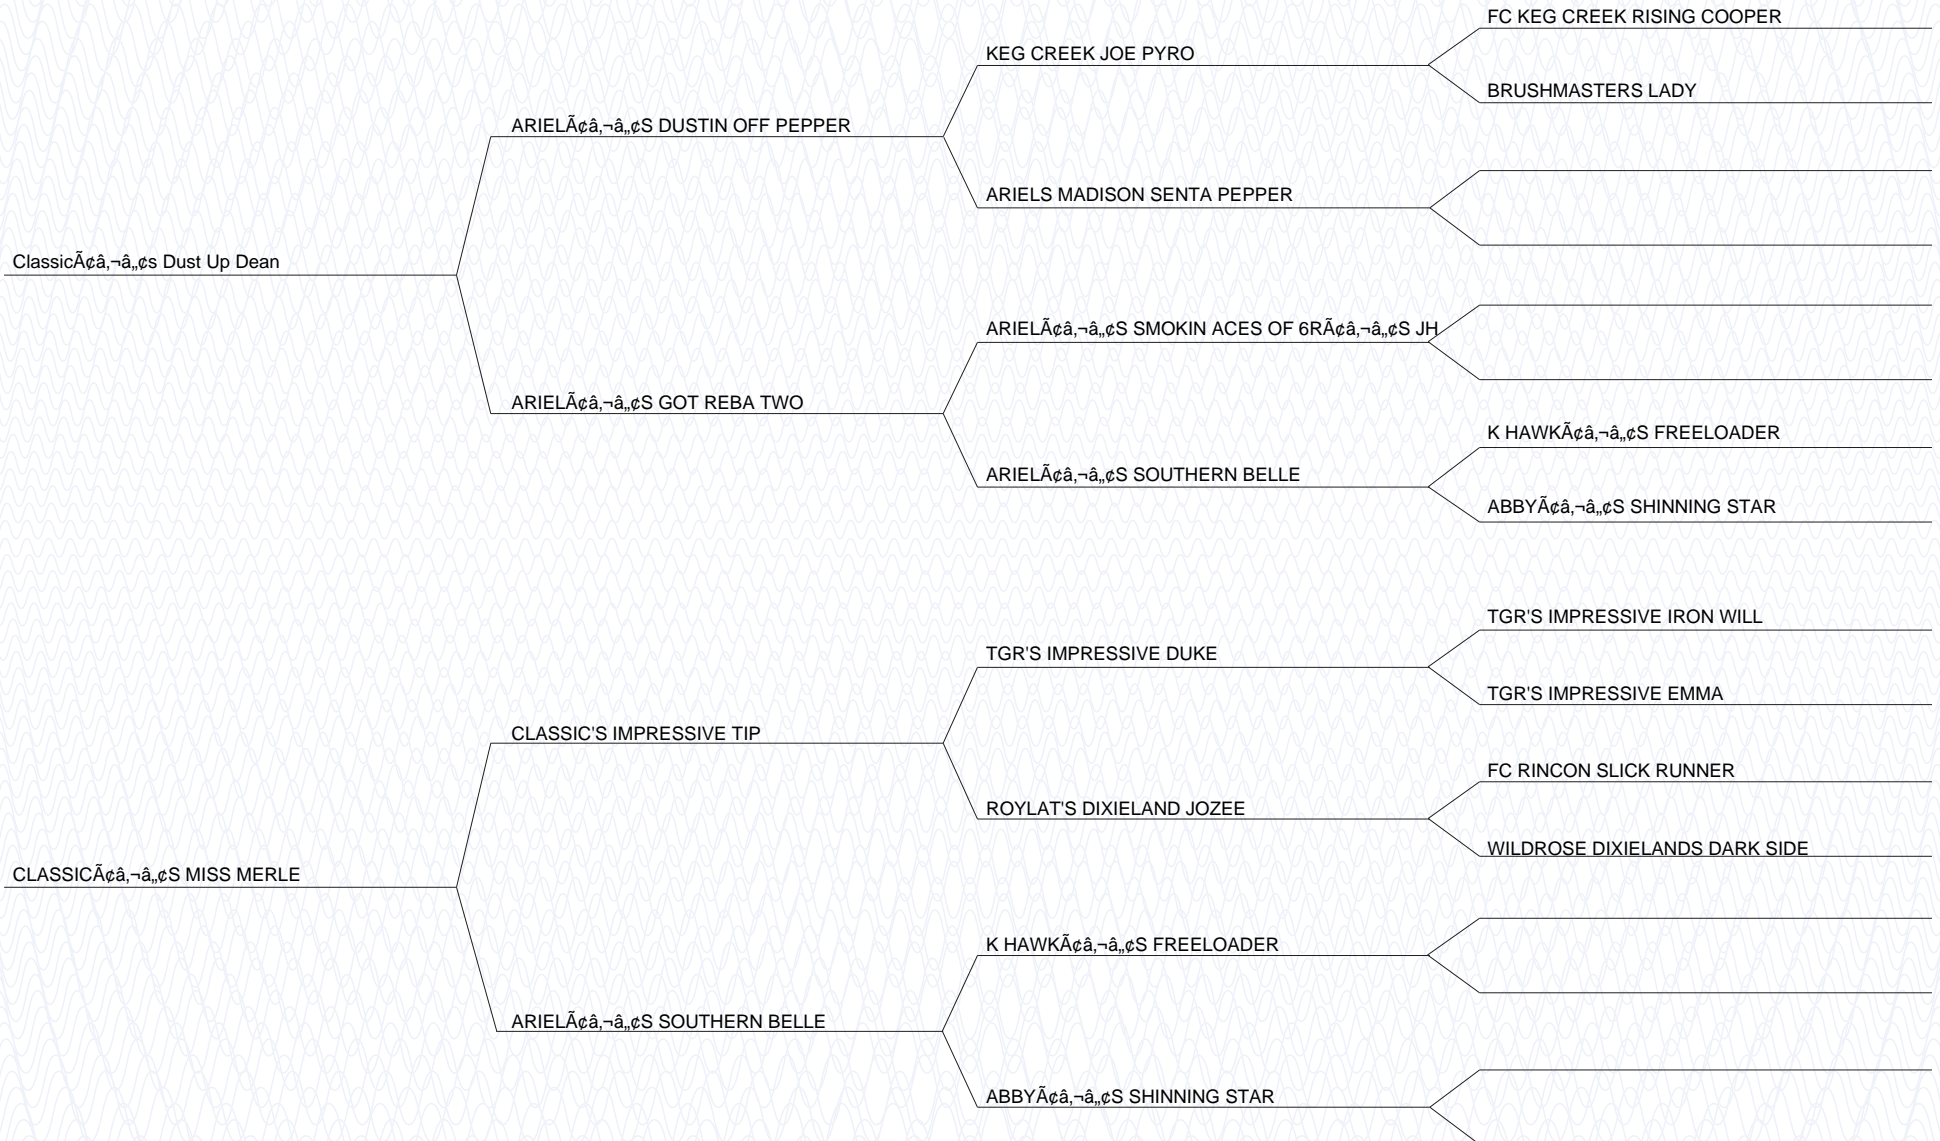 FC KEG CREEK RISING COOPER
KEG CREEK JOE PYRO
BRUSHMASTERS LADY
ARIELÃ¢â‚¬â„¢S DUSTIN OFF PEPPER
ARIELS MADISON SENTA PEPPER
ClassicÃ¢â‚¬â„¢s Dust Up Dean
ARIELÃ¢â‚¬â„¢S SMOKIN ACES OF 6RÃ¢â‚¬â„¢S JH
ARIELÃ¢â‚¬â„¢S GOT REBA TWO
K HAWKÃ¢â‚¬â„¢S FREELOADER
ARIELÃ¢â‚¬â„¢S SOUTHERN BELLE
ABBYÃ¢â‚¬â„¢S SHINNING STAR
TGR'S IMPRESSIVE IRON WILL
TGR'S IMPRESSIVE DUKE
TGR'S IMPRESSIVE EMMA
CLASSIC'S IMPRESSIVE TIP
FC RINCON SLICK RUNNER
ROYLAT'S DIXIELAND JOZEE
WILDROSE DIXIELANDS DARK SIDE
CLASSICÃ¢â‚¬â„¢S MISS MERLE
K HAWKÃ¢â‚¬â„¢S FREELOADER
ARIELÃ¢â‚¬â„¢S SOUTHERN BELLE
ABBYÃ¢â‚¬â„¢S SHINNING STAR